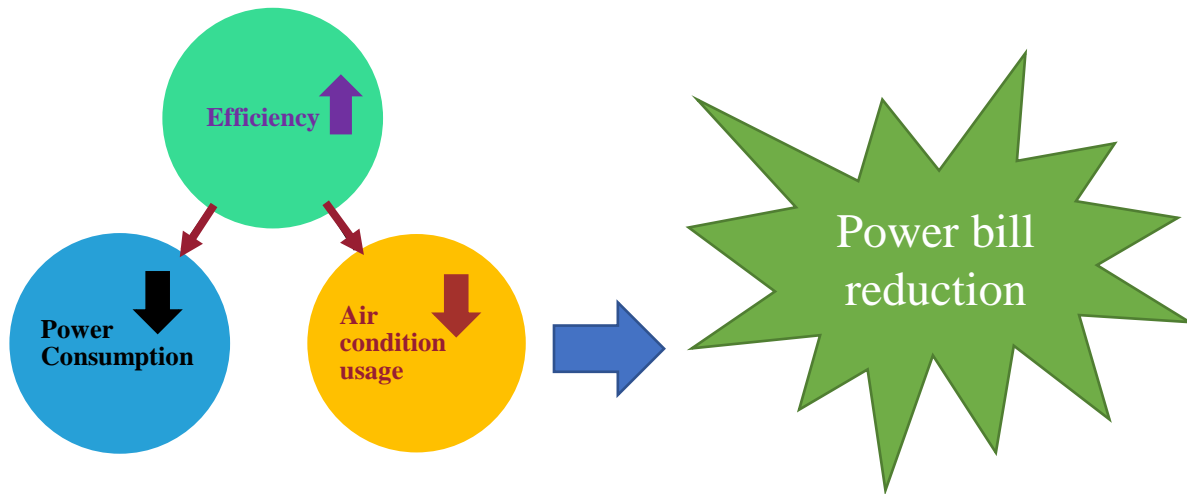 Efficiency
Power
Consumption
Air
condition
usage
Power bill
reduction